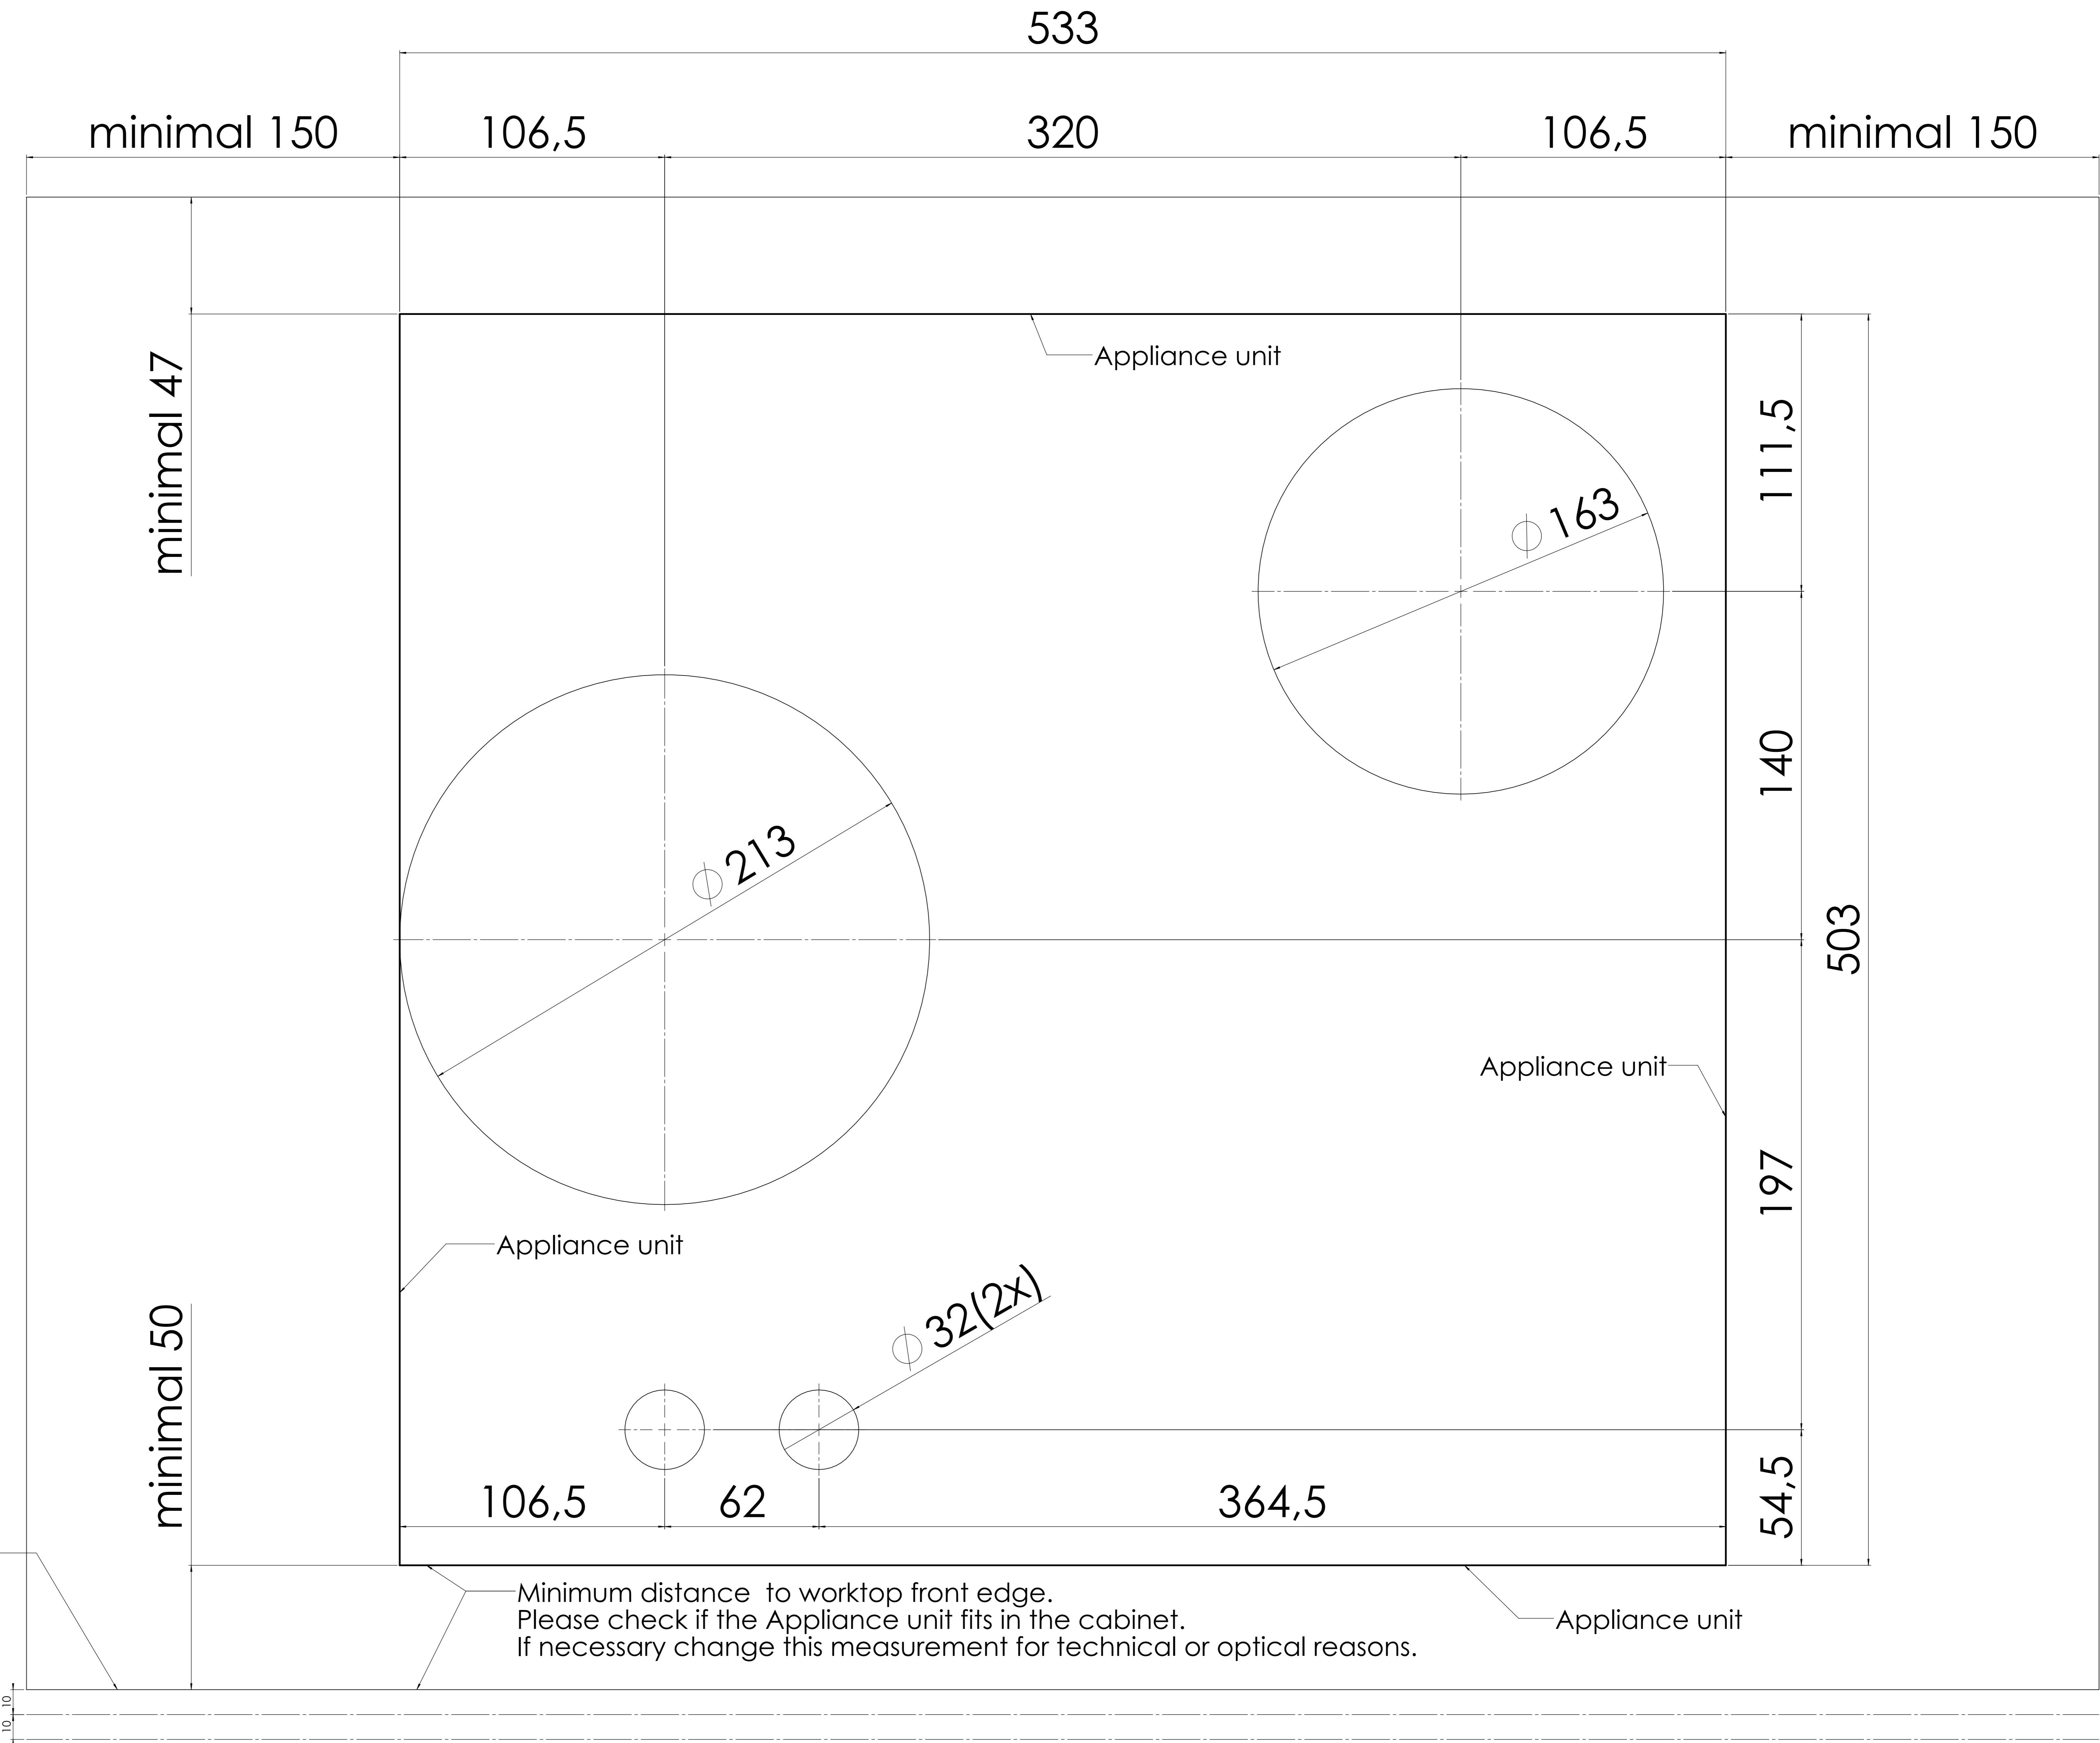 533
minimal 150
106,5
320
106,5
minimal 150
minimal 47
Appliance unit
111,5
⌀ 163
140
⌀ 213
503
Appliance unit
197
Appliance unit
⌀ 32(2x)
minimal 50
106,5
62
364,5
54,5
Minimum distance to worktop front edge.
Please check if the Appliance unit fits in the cabinet.
If necessary change this measurement for technical or optical reasons.
Appliance unit
10
10